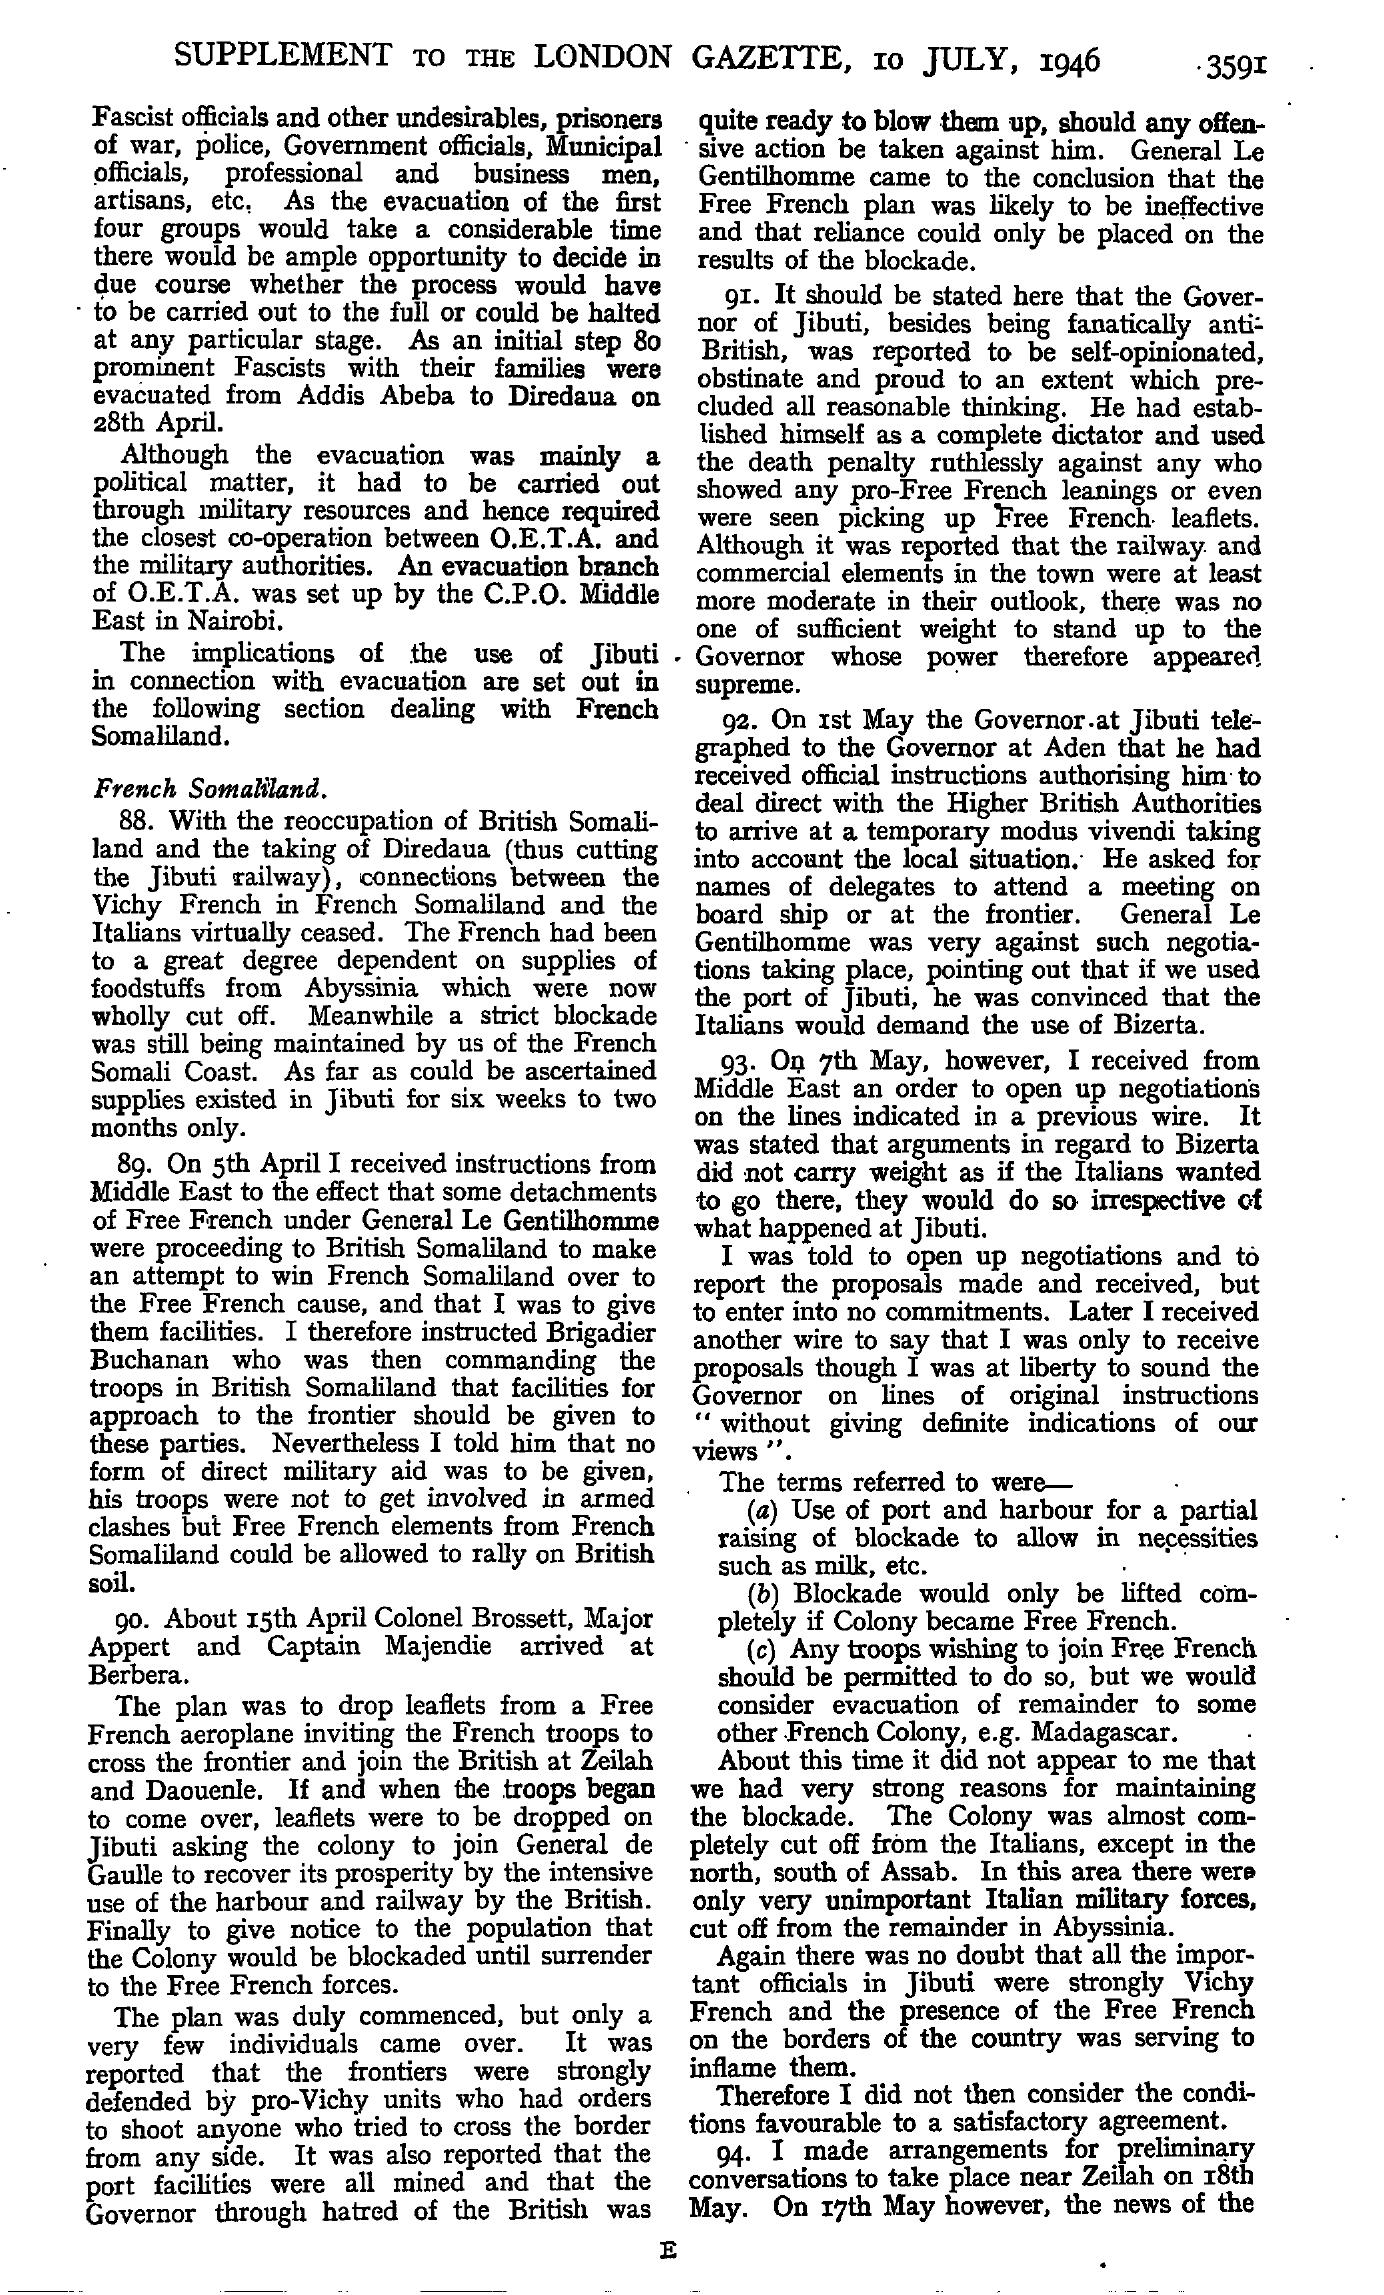 SUPPLEMENT TO THE LONDON GAZETTE, 10 JULY, 1946 3591
Fascist officials and other undesirables, prisoners
of war, police, Government officials, Municipal
officials, professional and business men,
artisans, etc. As the evacuation of the first
four groups would take a considerable time
there would be ample opportunity to decide in
due course whether the process would have
to be carried out to the full or could be halted
at any particular stage. As an initial step 80
prominent Fascists with their families were
evacuated from Addis Abeba to Diredaua on
28th April.
Although the evacuation was mainly a
political matter, it had to be carried out
through military resources and hence required
the closest co-operation between O.E.T.A. and
the military authorities. An evacuation branch
of O.E.T.A. was set up by the C.P.O. Middle
East in Nairobi.
The implications of the use of Jibuti
in connection with evacuation are set out in
the following section dealing with French
Somaliland.
French Somaliland.
88. With the reoccupation of British Somali-
land and the taking of Diredaua (thus cutting
the Jibuti railway), connections between the
Vichy French in French Somaliland and the
Italians virtually ceased. The French had been
to a great degree dependent on supplies of
foodstuffs from Abyssinia which were now
wholly cut off. Meanwhile a strict blockade
was still being maintained by us of the French
Somali Coast. As far as could be ascertained
supplies existed in Jibuti for six weeks to two
months only.
89. On 5th April I received instructions from
Middle East to the effect that some detachments
of Free French under General Le Gentilhomme
were proceeding to British Somaliland to make
an attempt to win French Somaliland over to
the Free French cause, and that I was to give
them facilities. I therefore instructed Brigadier
Buchanan who was then commanding the
troops in British Somaliland that facilities for
approach to the frontier should be given to
these parties. Nevertheless I told him that no
form of direct military aid was to be given,
his troops were not to get involved in armed
clashes but Free French elements from French
Somaliland could be allowed to rally on British
soil.
90. About 15th April Colonel Brossett, Major
Appert and Captain Majendie arrived at
Berbera.
The plan was to drop leaflets from a Free
French aeroplane inviting the French troops to
cross the frontier and join the British at Zeilah
and Daouenle. If and when the troops began
to come over, leaflets were to be dropped on
Jibuti asking the colony to join General de
Gaulle to recover its prosperity by the intensive
use of the harbour and railway by the British.
Finally to give notice to the population that
the Colony would be blockaded until surrender
to the Free French forces.
The plan was duly commenced, but only a
very few individuals came over. It was
reported that the frontiers were strongly
defended by pro-Vichy units who had orders
to shoot anyone who tried to cross the border
from any side. It was also reported that the
port facilities were all mined and that the
Governor through hatred of the British was
quite ready to blow them up, should any offen-
sive action be taken against him. General Le
Gentilhomme came to the conclusion that the
Free French plan was likely to be ineffective
and that reliance could only be placed on the
results of the blockade.
91. It should be stated here that the Gover-
nor of Jibuti, besides being fanatically anti-
British, was reported to be self-opinionated,
obstinate and proud to an extent which pre-
cluded all reasonable thinking. He had estab-
lished himself as a complete dictator and used
the death penalty ruthlessly against any who
showed any pro-Free French leanings or even
were seen picking up Free French leaflets.
Although it was reported that the railway and
commercial elements in the town were at least
more moderate in their outlook, there was no
one of sufficient weight to stand up to the
Governor whose power therefore appeared
supreme.
92. On 1st May the Governor at Jibuti tele-
graphed to the Governor at Aden that he had
received official instructions authorising him to
deal direct with the Higher British Authorities
to arrive at a temporary modus vivendi taking
into account the local situation. He asked for
names of delegates to attend a meeting on
board ship or at the frontier. General Le
Gentilhomme was very against such negotia-
tions taking place, pointing out that if we used
the port of Jibuti, he was convinced that the
Italians would demand the use of Bizerta.
93. On 7th May, however, I received from
Middle East an order to open up negotiations
on the lines indicated in a previous wire. It
was stated that arguments in regard to Bizerta
did not carry weight as if the Italians wanted
to go there, they would do so irrespective of
what happened at Jibuti.
I was told to open up negotiations and to
report the proposals made and received, but
to enter into no commitments. Later I received
another wire to say that I was only to receive
proposals though I was at liberty to sound the
Governor on lines of original instructions
" without giving definite indications of our
views ".
The terms referred to were—
(a) Use of port and harbour for a partial
raising of blockade to allow in necessities
such as milk, etc.
(b) Blockade would only be lifted com-
pletely if Colony became Free French.
(c) Any troops wishing to join Free French
should be permitted to do so, but we would
consider evacuation of remainder to some
other French Colony, e.g. Madagascar.
About this time it did not appear to me that
we had very strong reasons for maintaining
the blockade. The Colony was almost com-
pletely cut off from the Italians, except in the
north, south of Assab. In this area there were
only very unimportant Italian military forces,
cut off from the remainder in Abyssinia.
Again there was no doubt that all the impor-
tant officials in Jibuti were strongly Vichy
French and the presence of the Free French
on the borders of the country was serving to
inflame them.
Therefore I did not then consider the condi-
tions favourable to a satisfactory agreement.
94. I made arrangements for preliminary
conversations to take place near Zeilah on 18th
May. On 17th May however, the news of the
E